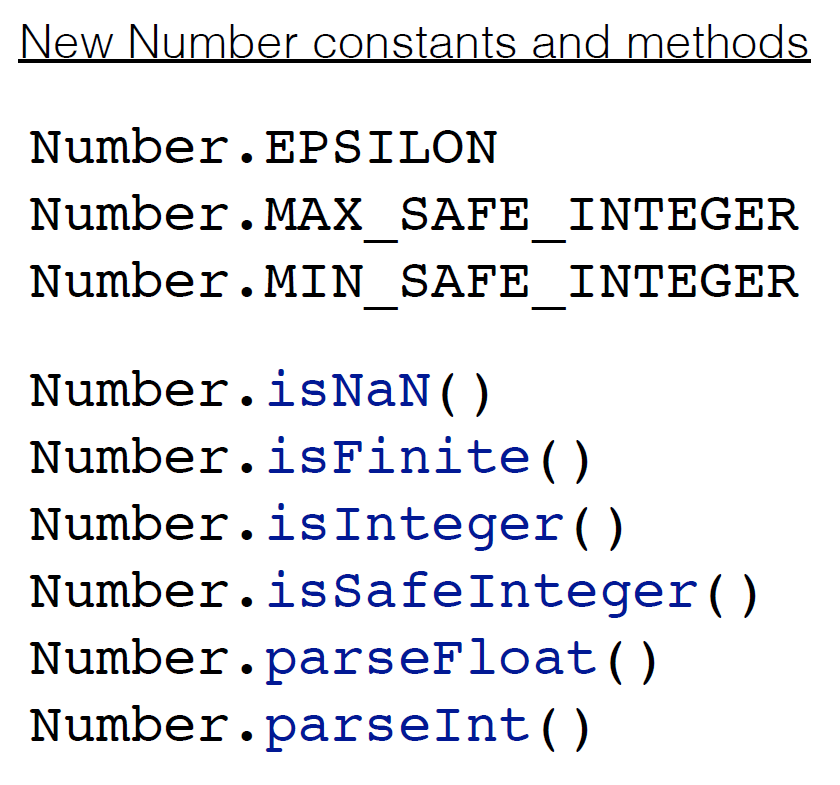 New Number constants and methods
Number.EPSILON
Number.MAX_SAFE_INTEGER
Number.MIN_SAFE_INTEGER
Number.isNaN()
Number.isFinite()
Number.isInteger()
Number.isSafeInteger()
Number.parseFloat()
Number.parseInt()